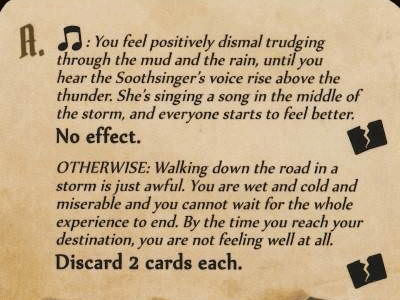 A. ♫: You feel positively dismal trudging
through the mud and the rain, until you
hear the Soothsinger's voice rise above the
thunder. She's singing a song in the middle of
the storm, and everyone starts to feel better.
No effect.
OTHERWISE: Walking down the road in a
storm is just awful. You are wet and cold and
miserable and you cannot wait for the whole
experience to end. By the time you reach your
destination, you are not feeling well at all.
Discard 2 cards each.